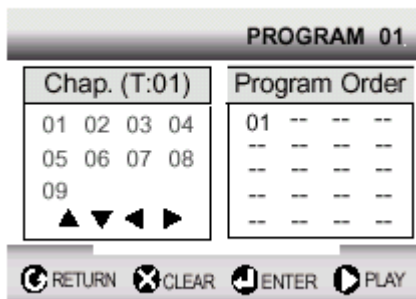 PROGRAM 01
Chap. (T:01)
01 02 03 04
05 06 07 08
09
Program Order
01 -- -- --
-- -- -- --
-- -- -- --
-- -- -- --
-- -- -- --
RETURN CLEAR ENTER PLAY